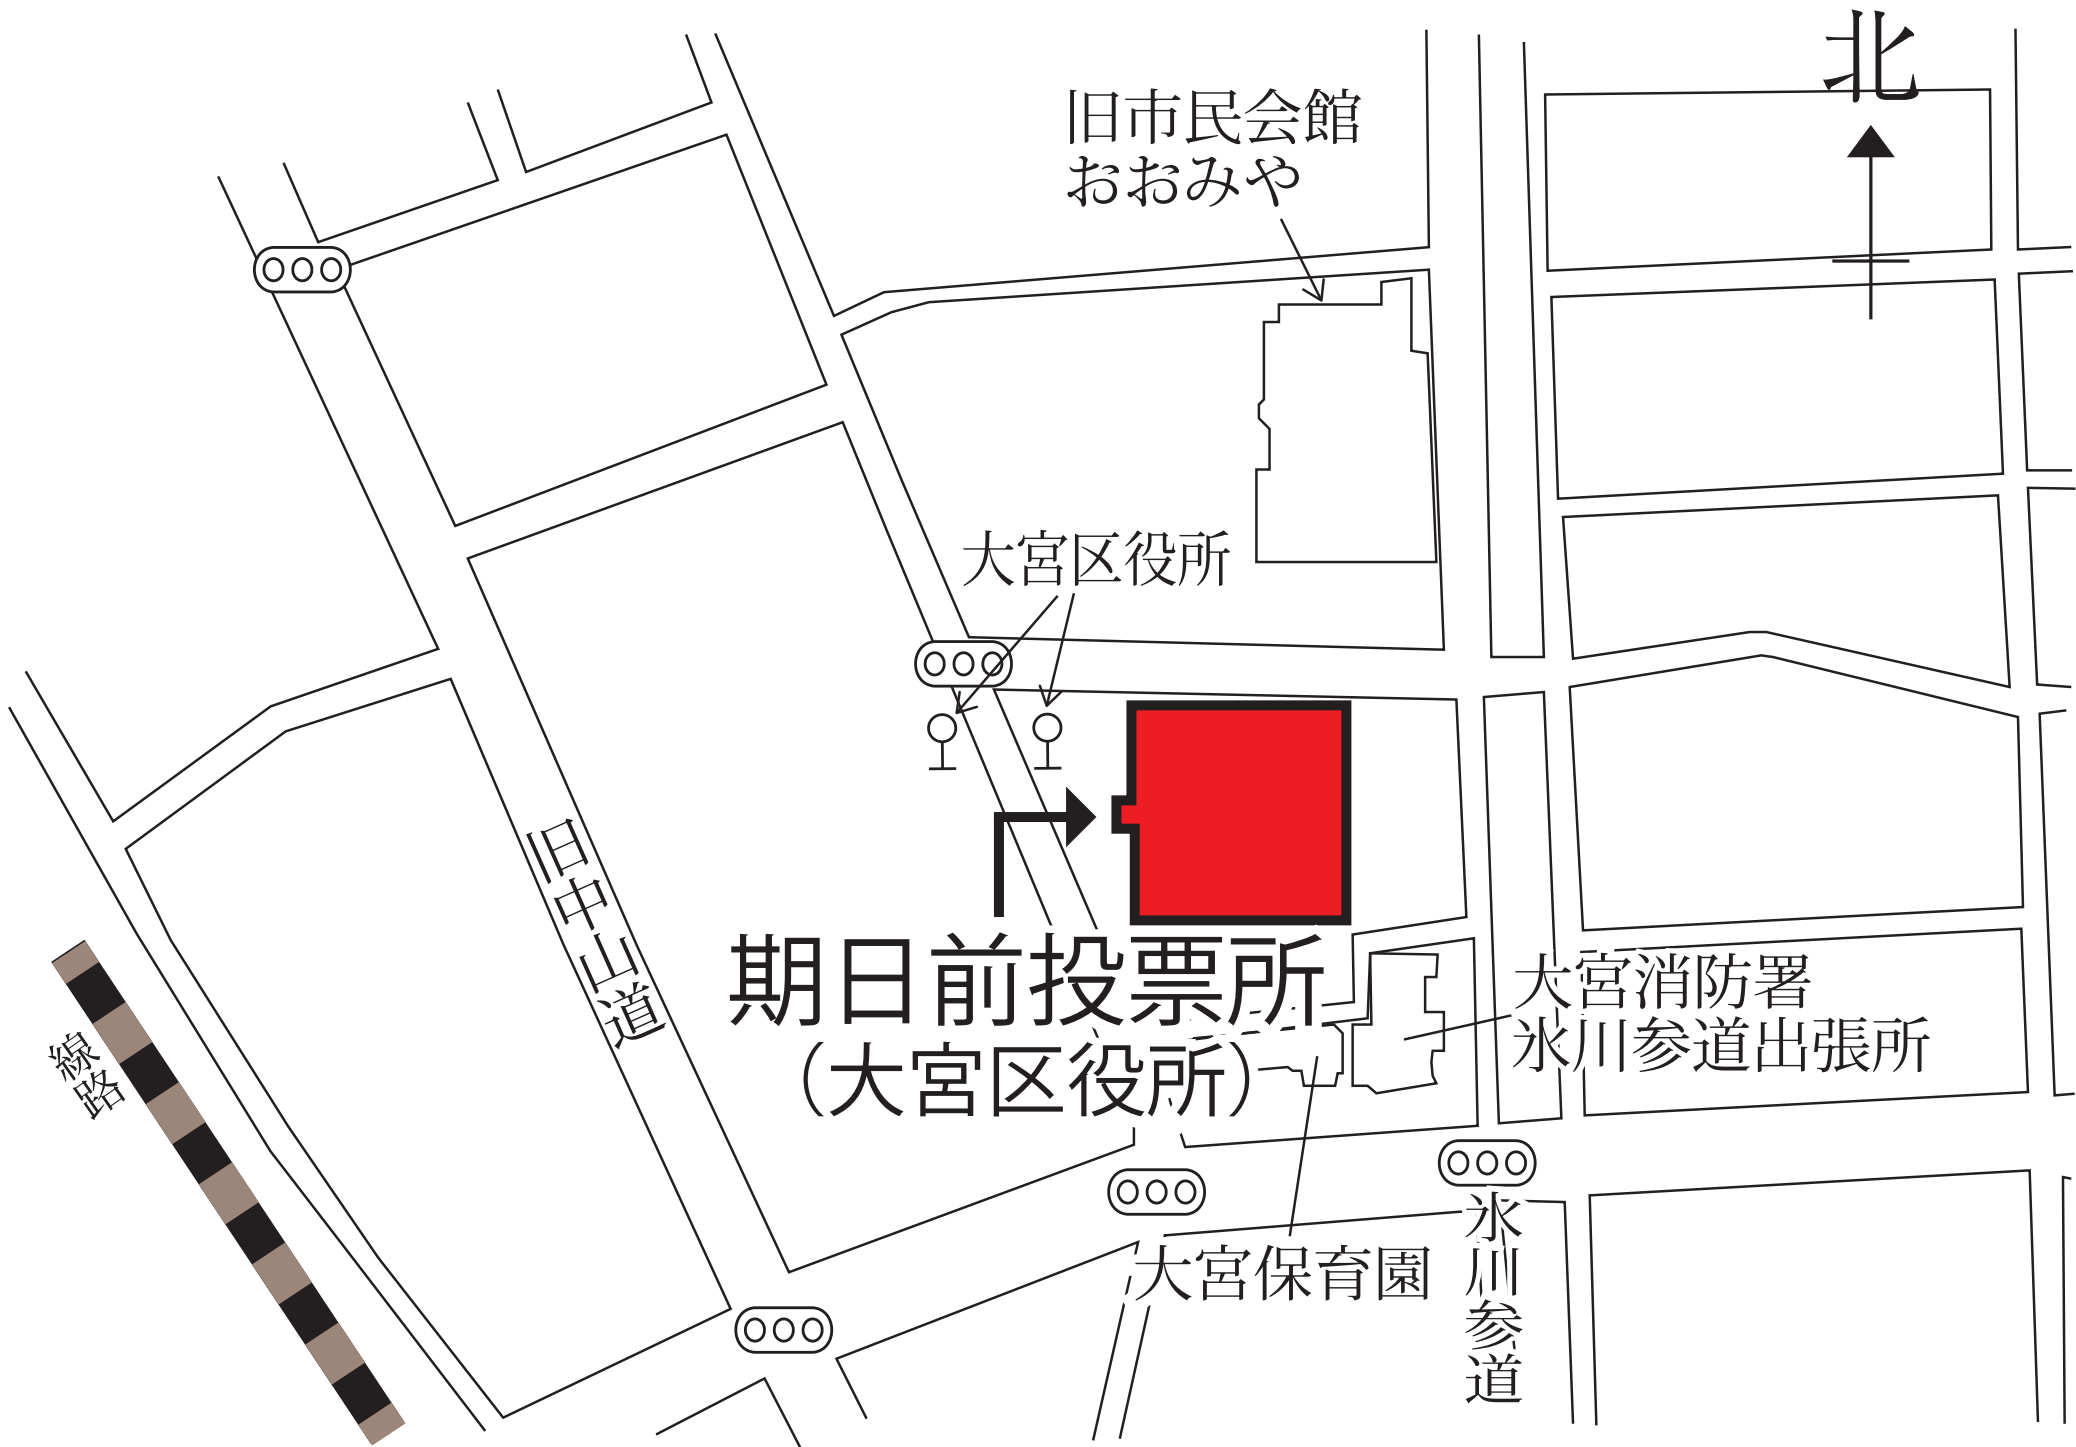 北
旧市民会館
おおみや
大宮区役所
旧中山道
線路
期日前投票所
（大宮区役所）
大宮消防署
氷川参道出張所
大宮保育園
氷川参道